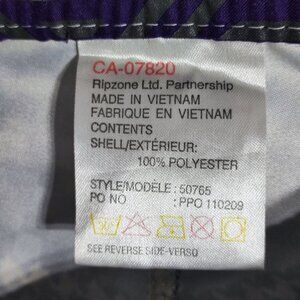 CA-07820
Ripzone Ltd. Partnership
MADE IN VIETNAM
FABRIQUE EN VIETNAM
CONTENTS
SHELL/EXTÉRIEUR:
100% POLYESTER
STYLE/MODÈLE : 50765
PO NO : PPO 110209
SEE REVERSE SIDE-VERSO